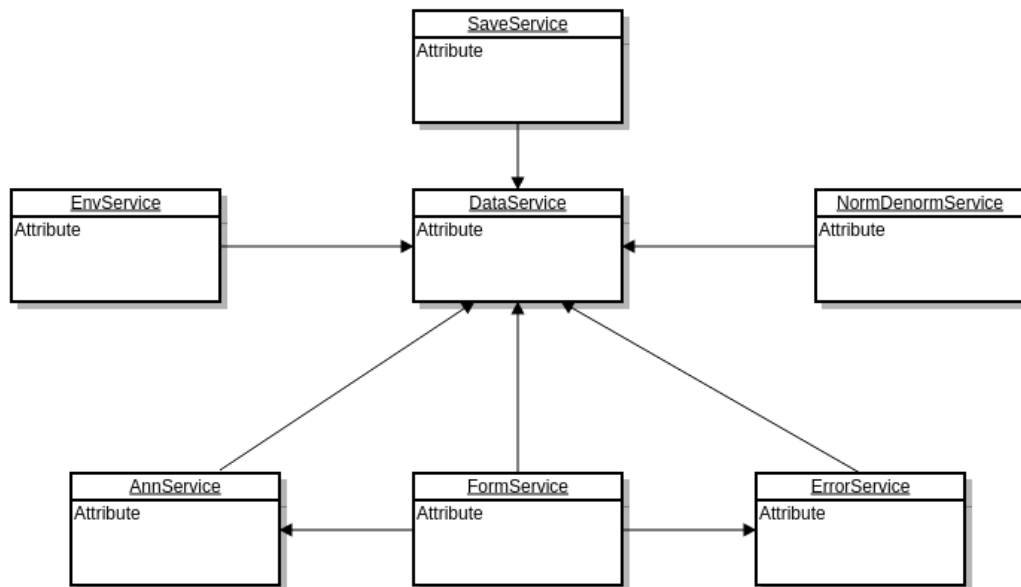 SaveService
Attribute
EnvService
Attribute
DataService
Attribute
NormDenormService
Attribute
AnnService
Attribute
FormService
Attribute
ErrorService
Attribute